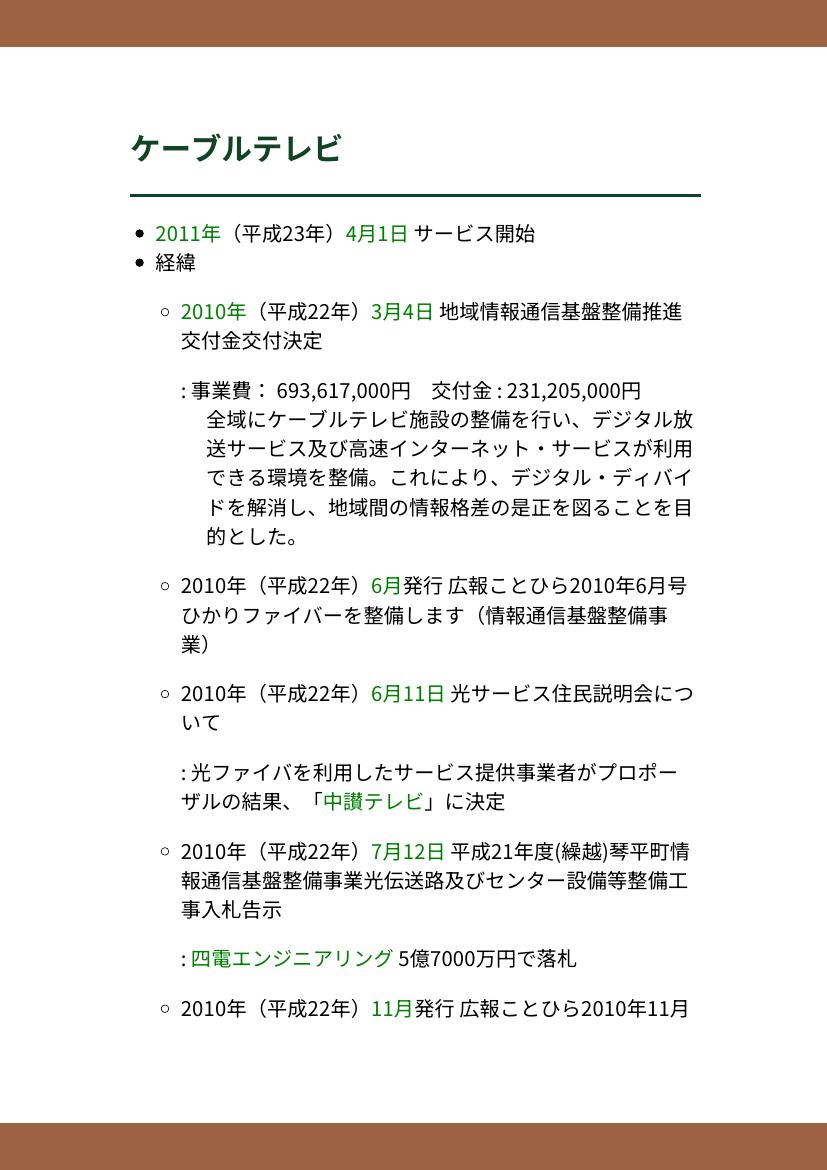 ケーブルテレビ
• 2011年（平成23年）4月1日 サービス開始
• 経緯
○ 2010年（平成22年）3月4日 地域情報通信基盤整備推進
交付金交付決定
: 事業費： 693,617,000円　交付金 : 231,205,000円
全域にケーブルテレビ施設の整備を行い、デジタル放
送サービス及び高速インターネット・サービスが利用
できる環境を整備。これにより、デジタル・ディバイ
ドを解消し、地域間の情報格差の是正を図ることを目
的とした。
○ 2010年（平成22年）6月発行 広報ことひら2010年6月号
ひかりファイバーを整備します（情報通信基盤整備事
業）
○ 2010年（平成22年）6月11日 光サービス住民説明会につ
いて
: 光ファイバを利用したサービス提供事業者がプロポー
ザルの結果、「中讃テレビ」に決定
○ 2010年（平成22年）7月12日 平成21年度(繰越)琴平町情
報通信基盤整備事業光伝送路及びセンター設備等整備工
事入札告示
: 四電エンジニアリング 5億7000万円で落札
○ 2010年（平成22年）11月発行 広報ことひら2010年11月